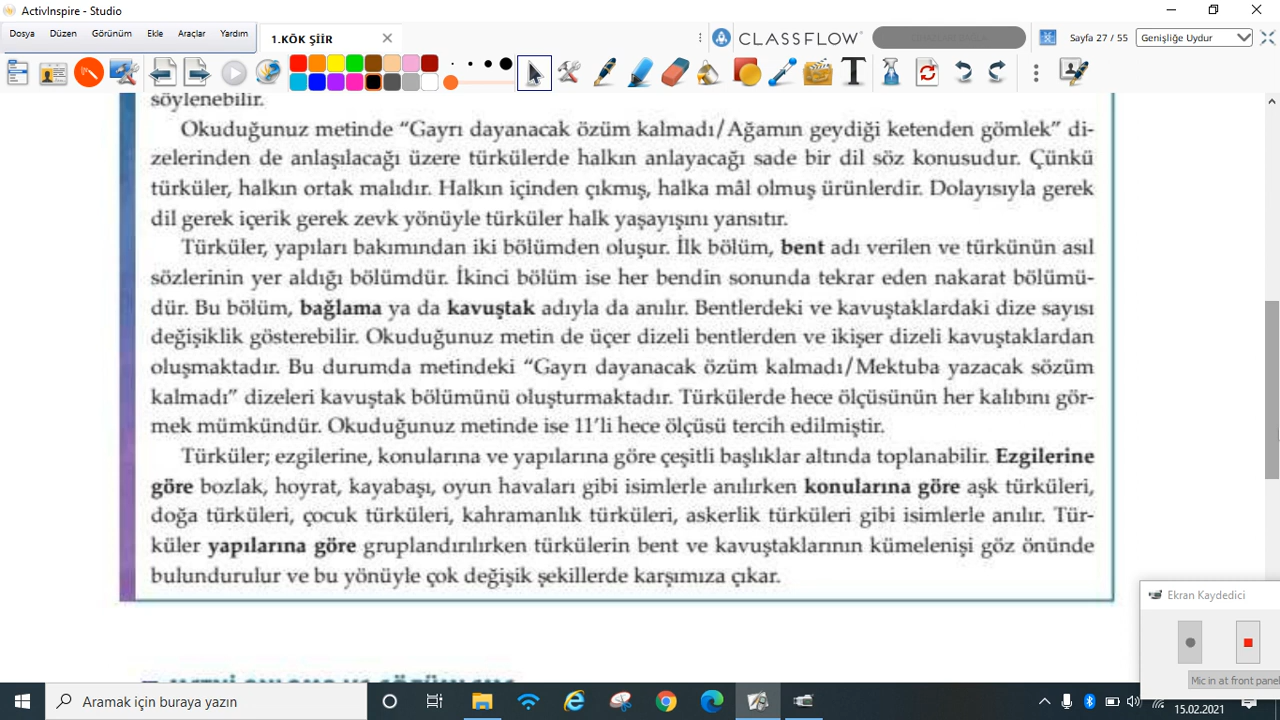 ActivInspire - Studio
Dosya Düzen Görünüm Ekle Araçlar Yardım
1.KÖK ŞİİR
CLASSFLOW
Sayfa 27 / 55
Genişliğe Uydur
söylenebilir.
Okuduğunuz metinde “Gayrı dayanacak özüm kalmadı/Ağamın geydiği ketenden gömlek” di-
zelerinden de anlaşılacağı üzere türkülerde halkın anlayacağı sade bir dil söz konusudur. Çünkü
türküler, halkın ortak malıdır. Halkın içinden çıkmış, halka mâl olmuş ürünlerdir. Dolayısıyla gerek
dil gerek içerik gerek zevk yönüyle türküler halk yaşayışını yansıtır.
Türküler, yapıları bakımından iki bölümden oluşur. İlk bölüm, bent adı verilen ve türkünün asıl
sözlerinin yer aldığı bölümdür. İkinci bölüm ise her bendin sonunda tekrar eden nakarat bölümü-
dür. Bu bölüm, bağlama ya da kavuştak adıyla da anılır. Bentlerdeki ve kavuştaklardaki dize sayısı
değişiklik gösterebilir. Okuduğunuz metin de üçer dizeli bentlerden ve ikişer dizeli kavuştaklardan
oluşmaktadır. Bu durumda metindeki “Gayrı dayanacak özüm kalmadı/Mektuba yazacak sözüm
kalmadı” dizeleri kavuştak bölümünü oluşturmaktadır. Türkülerde hece ölçüsünün her kalıbını gör-
mek mümkündür. Okuduğunuz metinde ise 11’li hece ölçüsü tercih edilmiştir.
Türküler; ezgilerine, konularına ve yapılarına göre çeşitli başlıklar altında toplanabilir. Ezgilerine
göre bozlak, hoyrat, kayabaşı, oyun havaları gibi isimlerle anılırken konularına göre aşk türküleri,
doğa türküleri, çocuk türküleri, kahramanlık türküleri, askerlik türküleri gibi isimlerle anılır. Tür-
küler yapılarına göre gruplandırılırken türkülerin bent ve kavuştaklarının kümelenişi göz önünde
bulundurulur ve bu yönüyle çok değişik şekillerde karşımıza çıkar.
Ekran Kaydedici
Mic in at front panel
Aramak için buraya yazın
15.02.2021